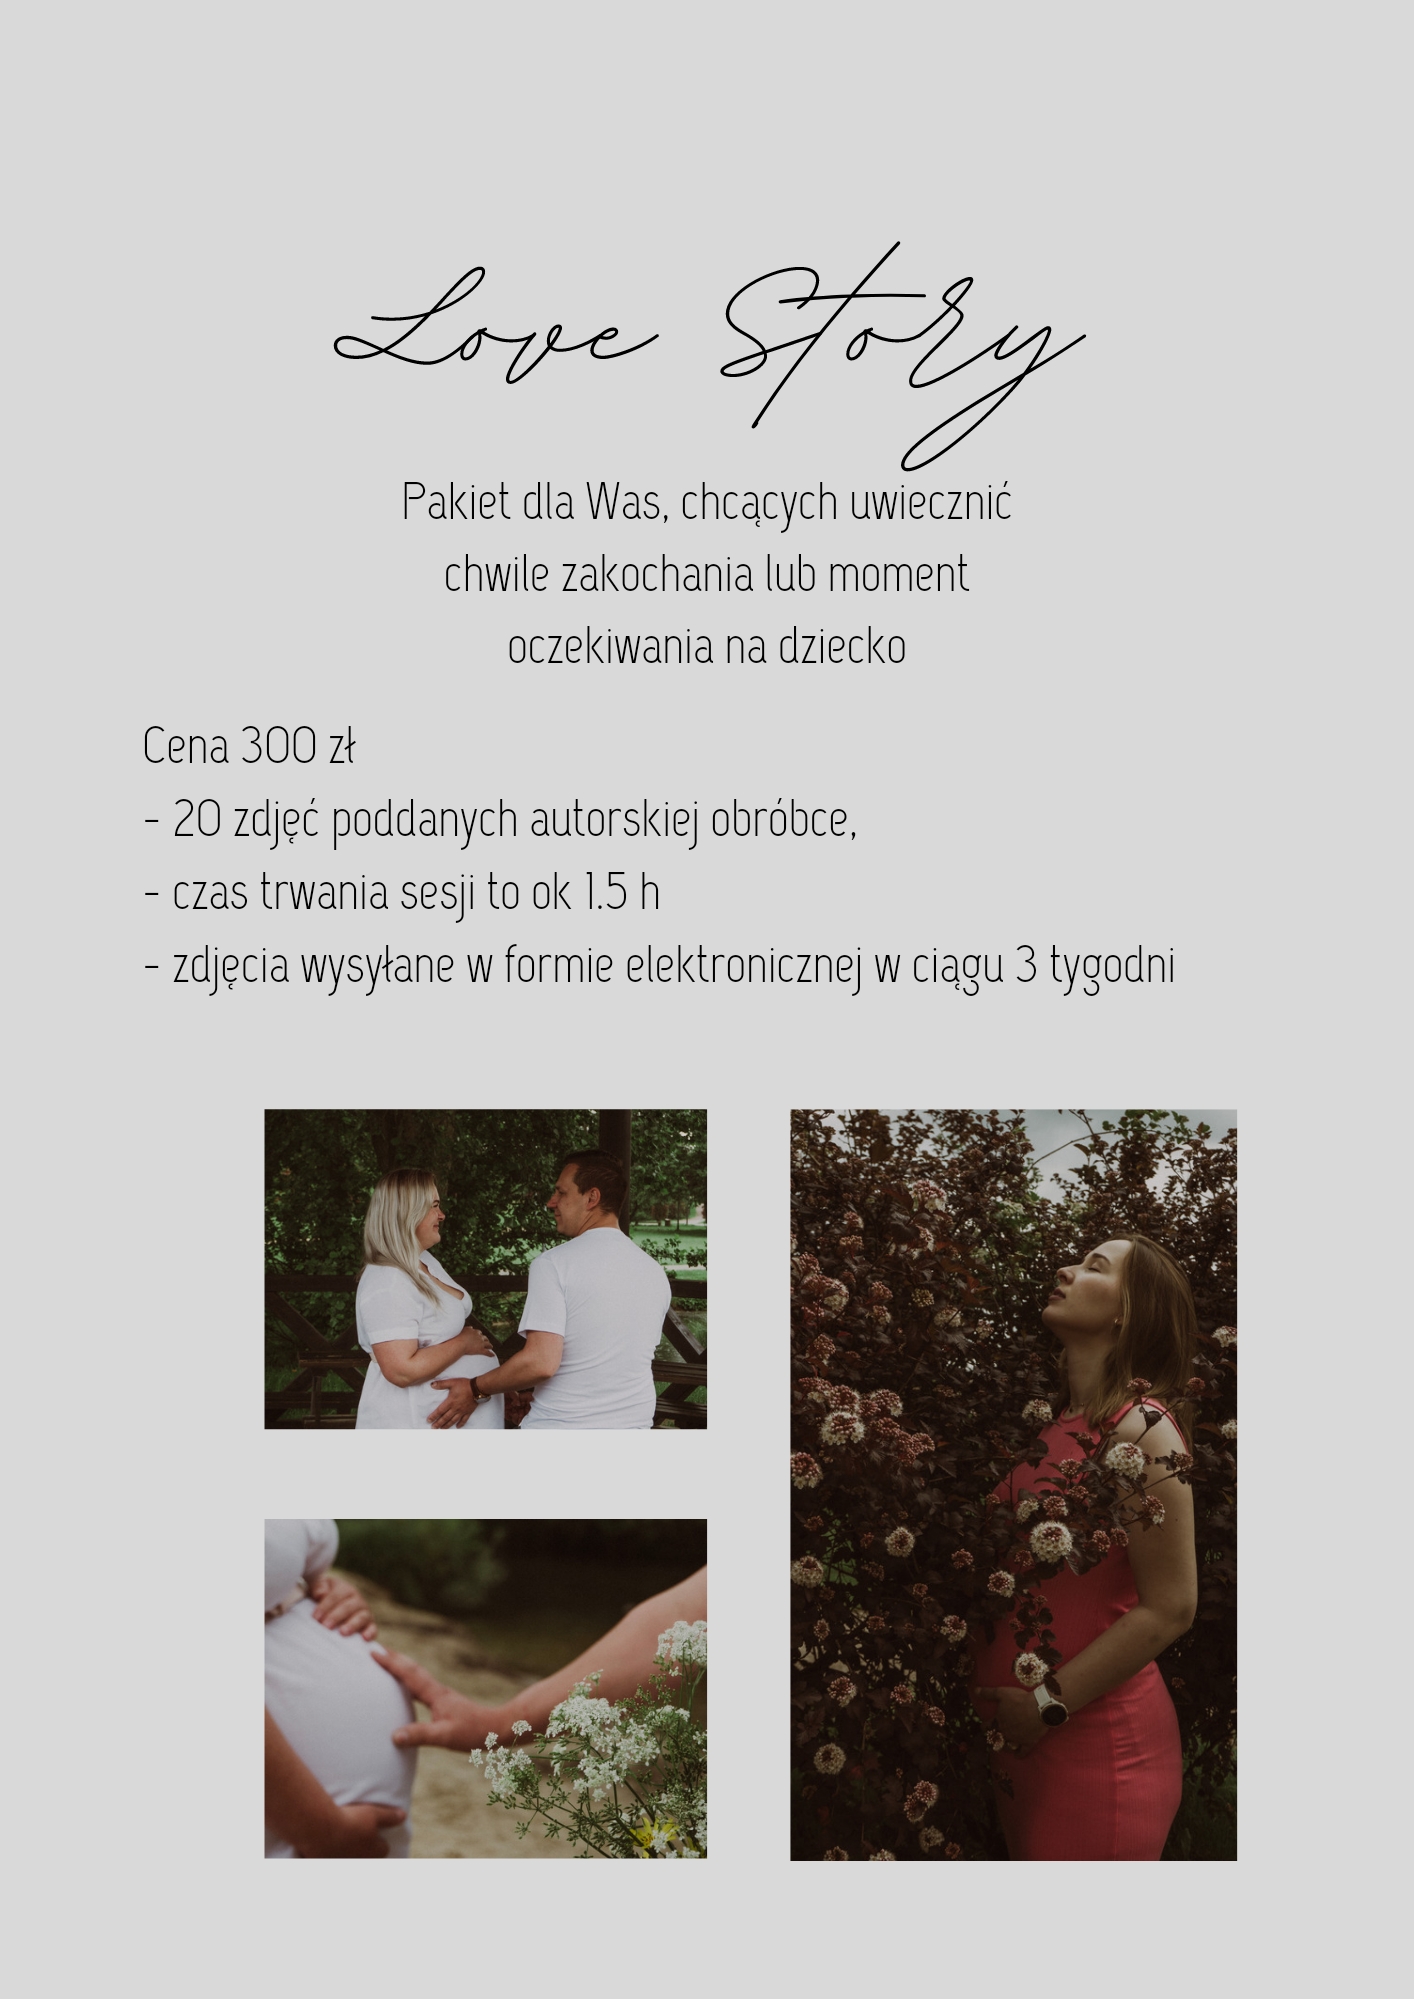 Love Story
Pakiet dla Was, chcących uwiecznić
chwile zakochania lub moment
oczekiwania na dziecko
Cena 300 zł
- 20 zdjęć poddanych autorskiej obróbce,
- czas trwania sesji to ok 1.5 h
- zdjęcia wysyłane w formie elektronicznej w ciągu 3 tygodni